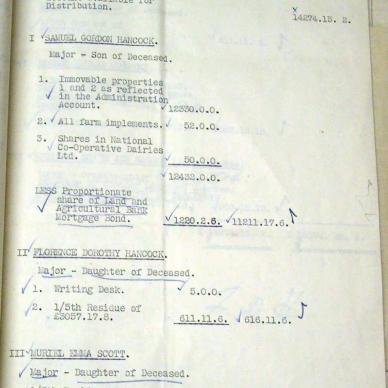 Distribution.
14274.15. 2.
I SAMUEL GORDON HANCOCK.
Major - Son of Deceased.
1. Immovable properties
1 and 2 as reflected
in the Administration
Account. 12330.0.0.
2. All farm implements. 52.0.0.
3. Shares in National
Co-Operative Dairies
Ltd. 50.0.0.
12432.0.0.
LESS Proportionate
share of Land and
Agricultural Bank
Mortgage Bond. 1220.2.6. 11211.17.6.
II FLORENCE DOROTHY HANCOCK.
Major - Daughter of Deceased.
1. Writing Desk. 5.0.0.
2. 1/5th Residue of
£3057.17.8. 611.11.6. 616.11.6.
III MURIEL EMMA SCOTT.
Major - Daughter of Deceased.